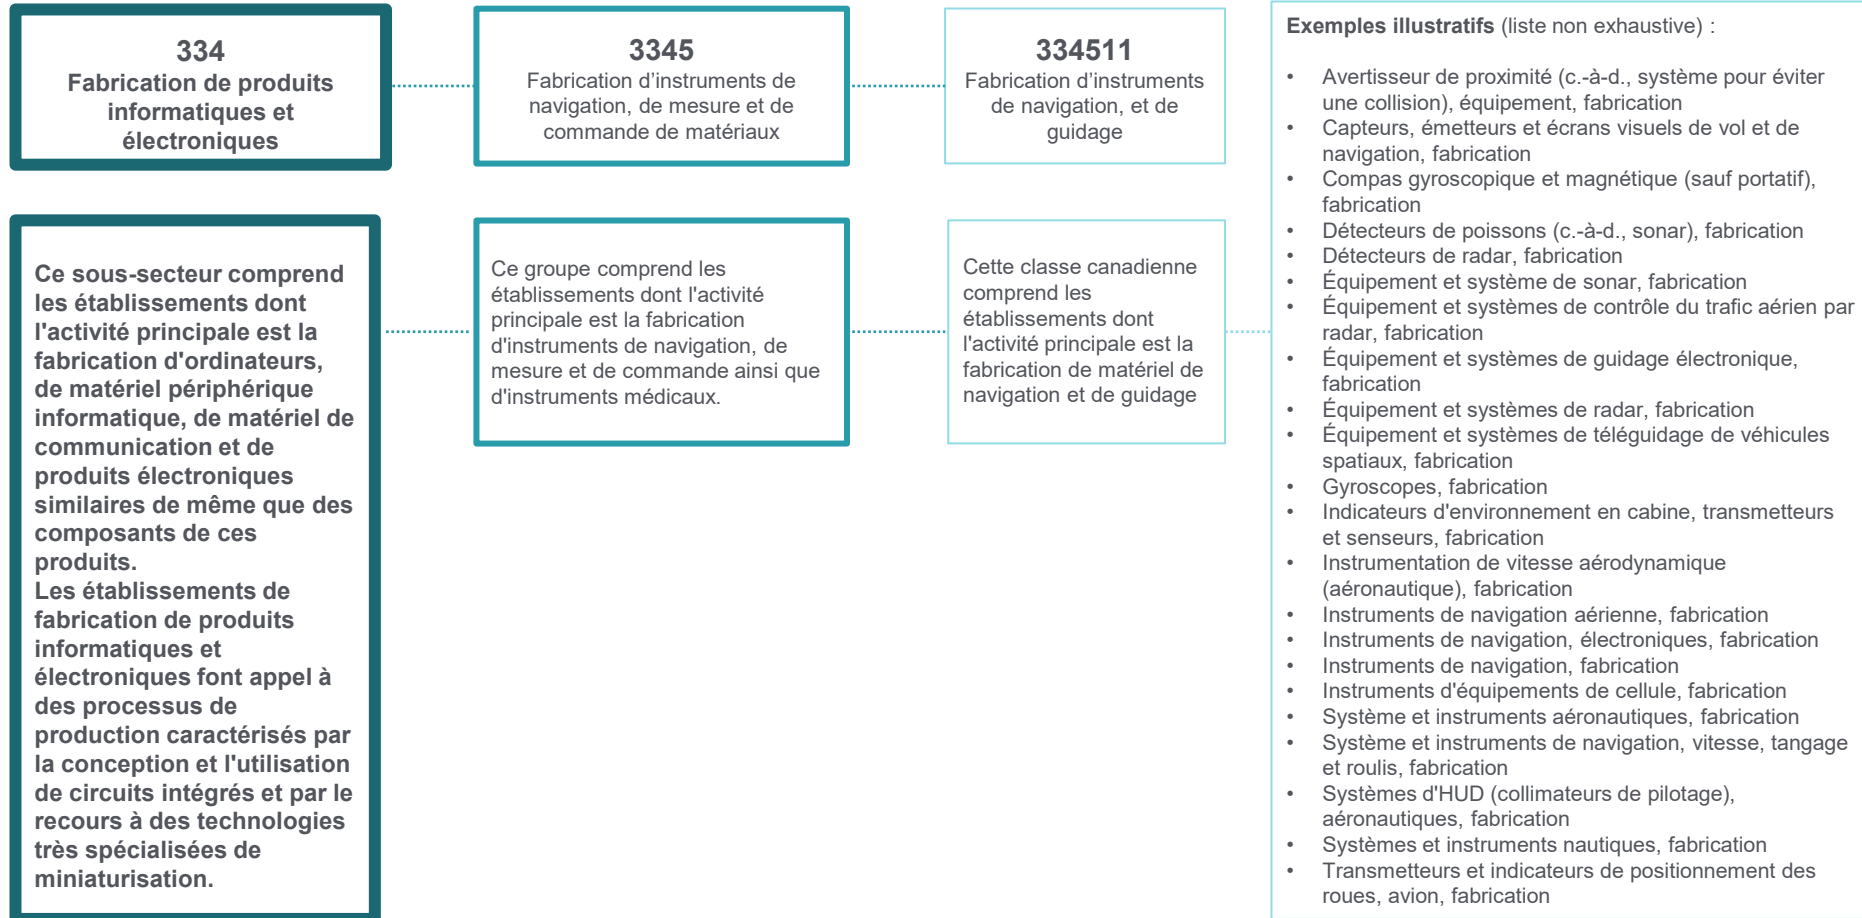 334
Fabrication de produits
informatiques et
électroniques
3345
Fabrication d’instruments de
navigation, de mesure et de
commande de matériaux
334511
Fabrication d’instruments
de navigation, et de
guidage
Ce sous-secteur comprend
les établissements dont
l'activité principale est la
fabrication d'ordinateurs,
de matériel périphérique
informatique, de matériel de
communication et de
produits électroniques
similaires de même que des
composants de ces
produits.
Les établissements de
fabrication de produits
informatiques et
électroniques font appel à
des processus de
production caractérisés par
la conception et l'utilisation
de circuits intégrés et par le
recours à des technologies
très spécialisées de
miniaturisation.
Ce groupe comprend les
établissements dont l'activité
principale est la fabrication
d'instruments de navigation, de
mesure et de commande ainsi que
d'instruments médicaux.
Cette classe canadienne
comprend les
établissements dont
l'activité principale est la
fabrication de matériel de
navigation et de guidage
Exemples illustratifs (liste non exhaustive) :
• Avertisseur de proximité (c.-à-d., système pour éviter
une collision), équipement, fabrication
• Capteurs, émetteurs et écrans visuels de vol et de
navigation, fabrication
• Compas gyroscopique et magnétique (sauf portatif),
fabrication
• Détecteurs de poissons (c.-à-d., sonar), fabrication
• Détecteurs de radar, fabrication
• Équipement et système de sonar, fabrication
• Équipement et systèmes de contrôle du trafic aérien par
radar, fabrication
• Équipement et systèmes de guidage électronique,
fabrication
• Équipement et systèmes de radar, fabrication
• Équipement et systèmes de téléguidage de véhicules
spatiaux, fabrication
• Gyroscopes, fabrication
• Indicateurs d'environnement en cabine, transmetteurs
et senseurs, fabrication
• Instrumentation de vitesse aérodynamique
(aéronautique), fabrication
• Instruments de navigation aérienne, fabrication
• Instruments de navigation, électroniques, fabrication
• Instruments de navigation, fabrication
• Instruments d'équipements de cellule, fabrication
• Système et instruments aéronautiques, fabrication
• Système et instruments de navigation, vitesse, tangage
et roulis, fabrication
• Systèmes d'HUD (collimateurs de pilotage),
aéronautiques, fabrication
• Systèmes et instruments nautiques, fabrication
• Transmetteurs et indicateurs de positionnement des
roues, avion, fabrication